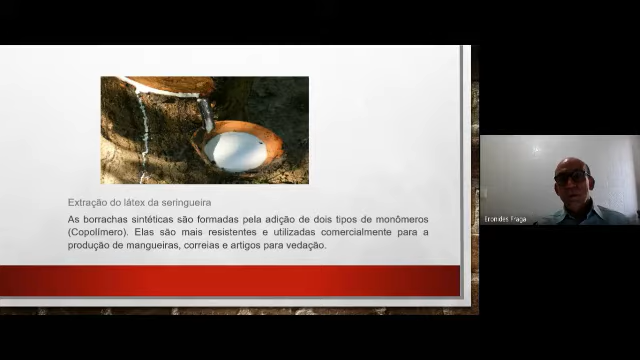 Extração do látex da seringueira
As borrachas sintéticas são formadas pela adição de dois tipos de monômeros
(Copolímero). Elas são mais resistentes e utilizadas comercialmente para a
produção de mangueiras, correias e artigos para vedação.
Eronides Fraga